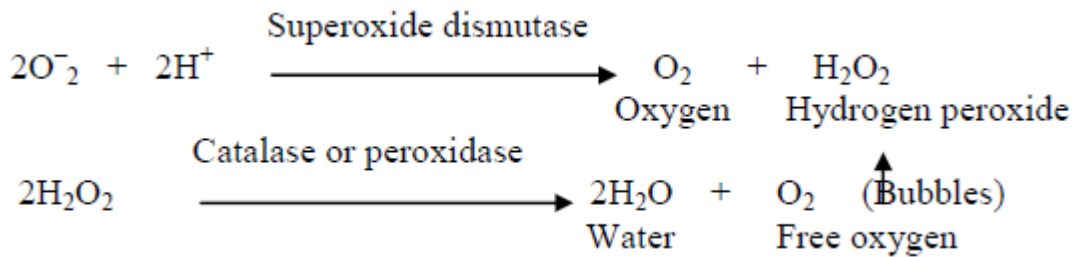 Superoxide dismutase
2O⁻₂ + 2H⁺ O₂ + H₂O₂
Oxygen Hydrogen peroxide
Catalase or peroxidase
2H₂O₂ 2H₂O + O₂ (Bubbles)
Water Free oxygen